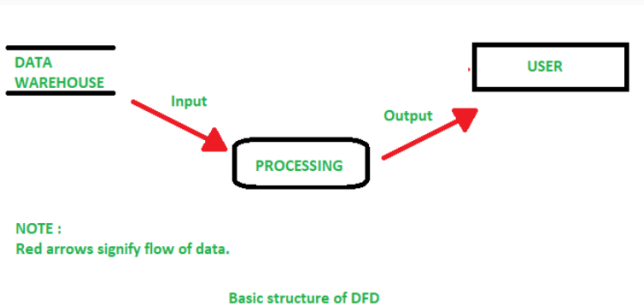 DATA
WAREHOUSE
Input
PROCESSING
Output
USER
NOTE :
Red arrows signify flow of data.
Basic structure of DFD